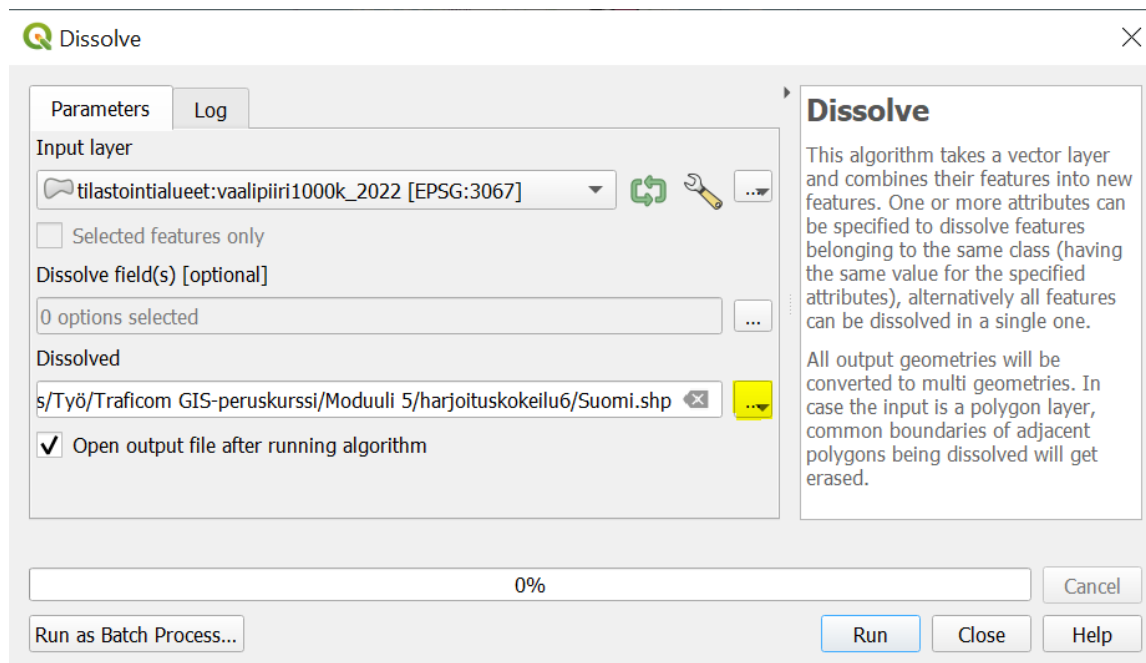 Dissolve
Parameters
Log
Input layer
tilastointialueet:vaalipiiri1000k_2022 [EPSG:3067]
...
Selected features only
Dissolve field(s) [optional]
0 options selected
...
Dissolved
s/Työ/Traficom GIS-peruskurssi/Moduuli 5/harjoituskokeilu6/Suomi.shp
...
Open output file after running algorithm
Dissolve
This algorithm takes a vector layer
and combines their features into new
features. One or more attributes can
be specified to dissolve features
belonging to the same class (having
the same value for the specified
attributes), alternatively all features
can be dissolved in a single one.
All output geometries will be
converted to multi geometries. In
case the input is a polygon layer,
common boundaries of adjacent
polygons being dissolved will get
erased.
0%
Cancel
Run as Batch Process...
Run
Close
Help